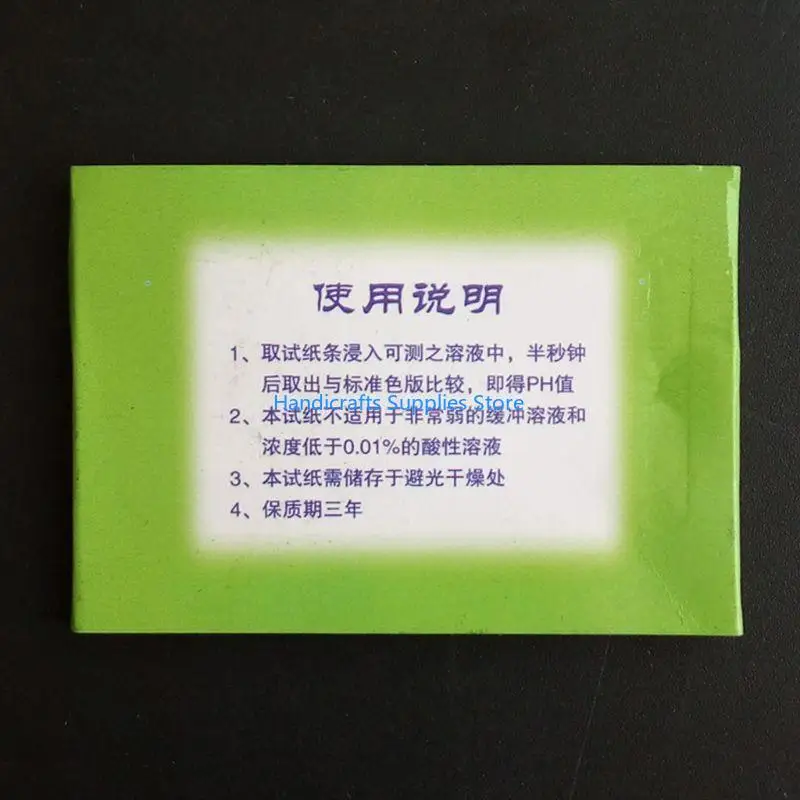 使用说明
1、取试纸条浸入可测之溶液中，半秒钟
后取出与标准色版比较，即得PH值
Handicrafts Supplies Store
2、本试纸不适用于非常弱的缓冲溶液和
浓度低于0.01%的酸性溶液
3、本试纸需储存于避光干燥处
4、保质期三年